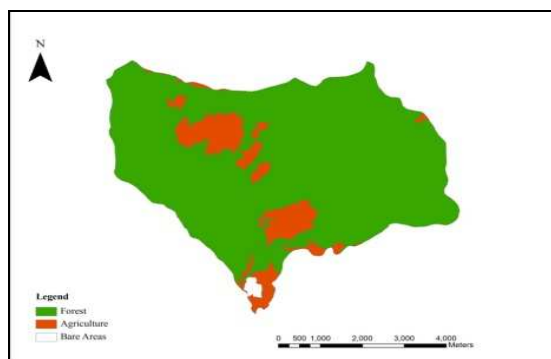 N
Legend
Forest
Agriculture
Bare Areas
0 500 1,000 2,000 3,000 4,000
Meters